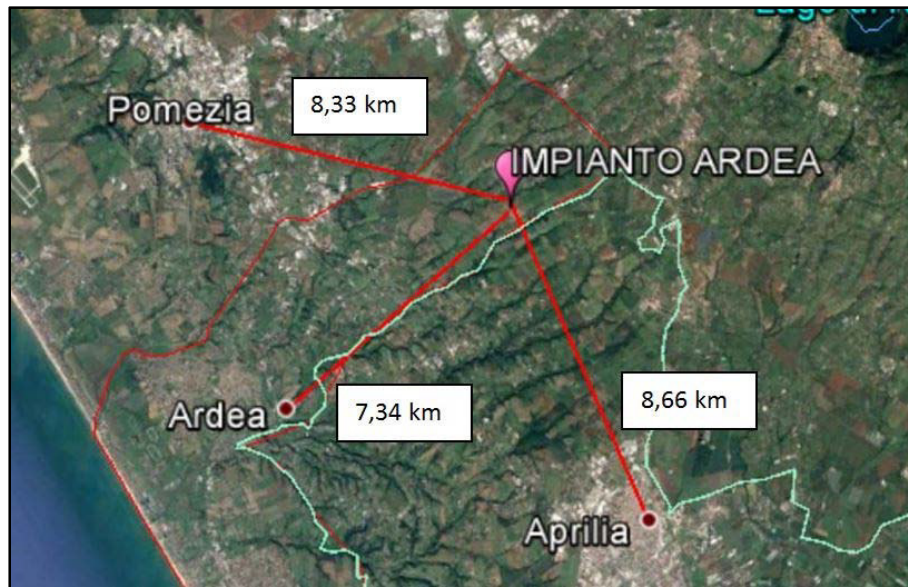 8,33 km
Pomezia
IMPIANTO ARDEA
Ardea
7,34 km
8,66 km
Aprilia